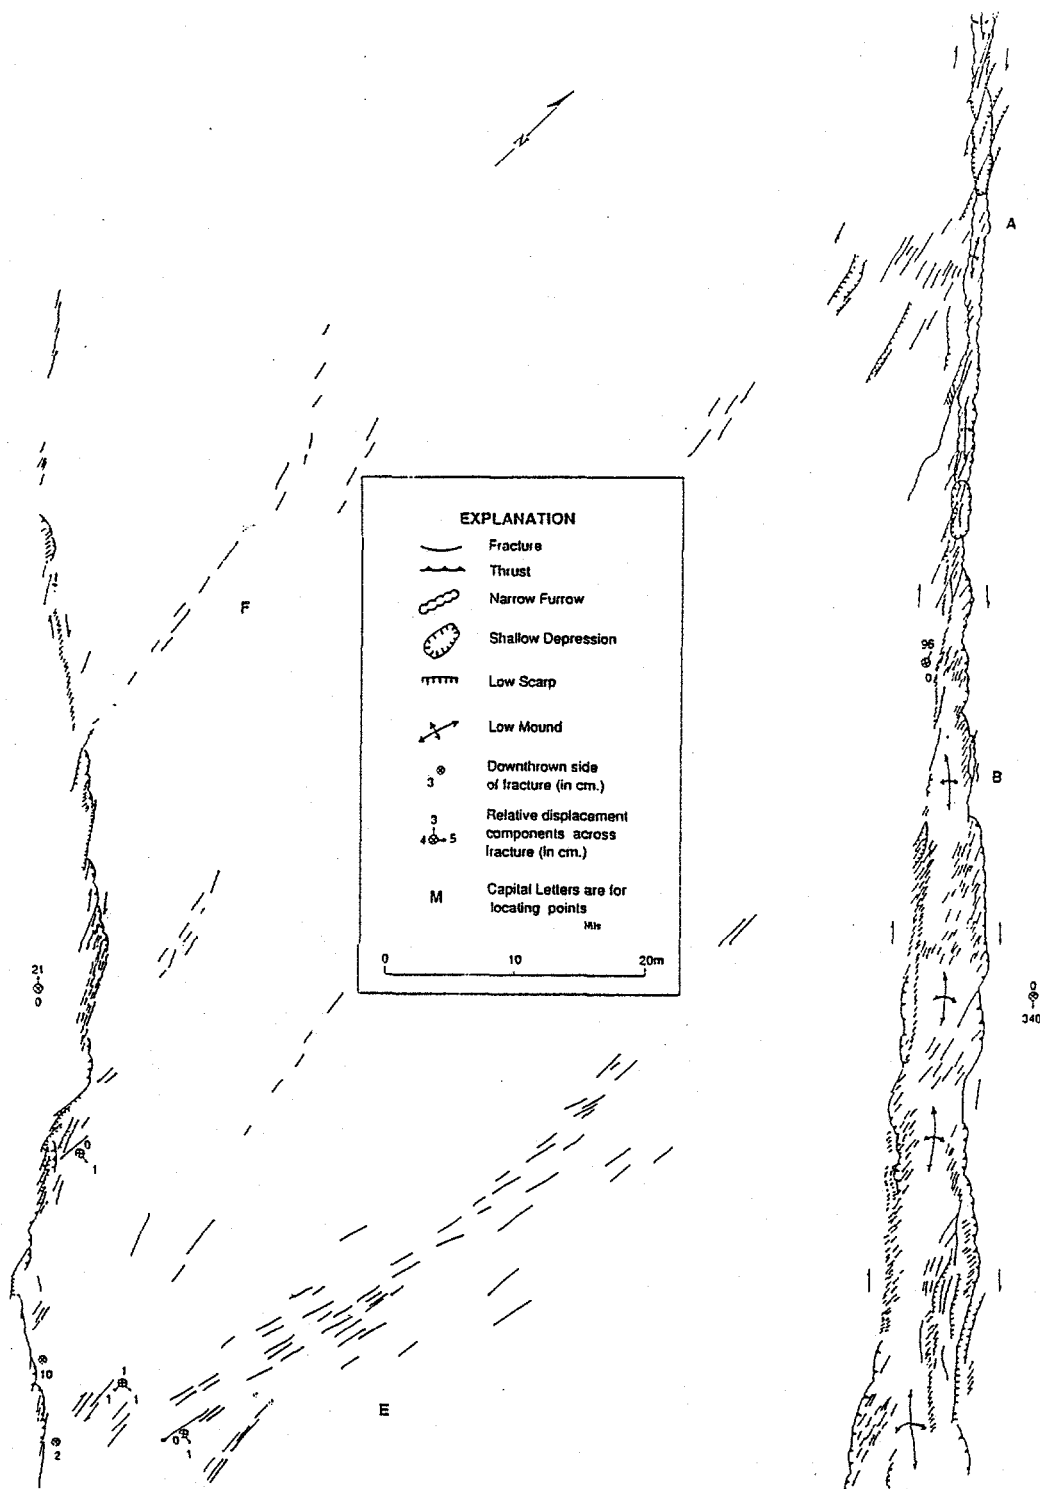 N
A
EXPLANATION
Fracture
Thrust
Narrow Furrow
F
Shallow Depression
96
0
Low Scarp
Low Mound
B
Downthrown side
3
of fracture (in cm.)
3
Relative displacement
4 5
components across
fracture (in cm.)
M
Capital Letters are for
locating points
0 10 20m
21
0
0
340
0
1
10
1
1 1
E
0
1
2